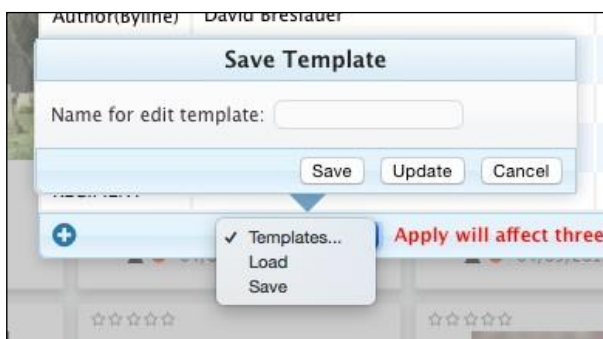 Author(Byline) David Breslauer
Save Template
Name for edit template:
Save Update Cancel
✓ Templates...
Apply will affect three
Load
Save